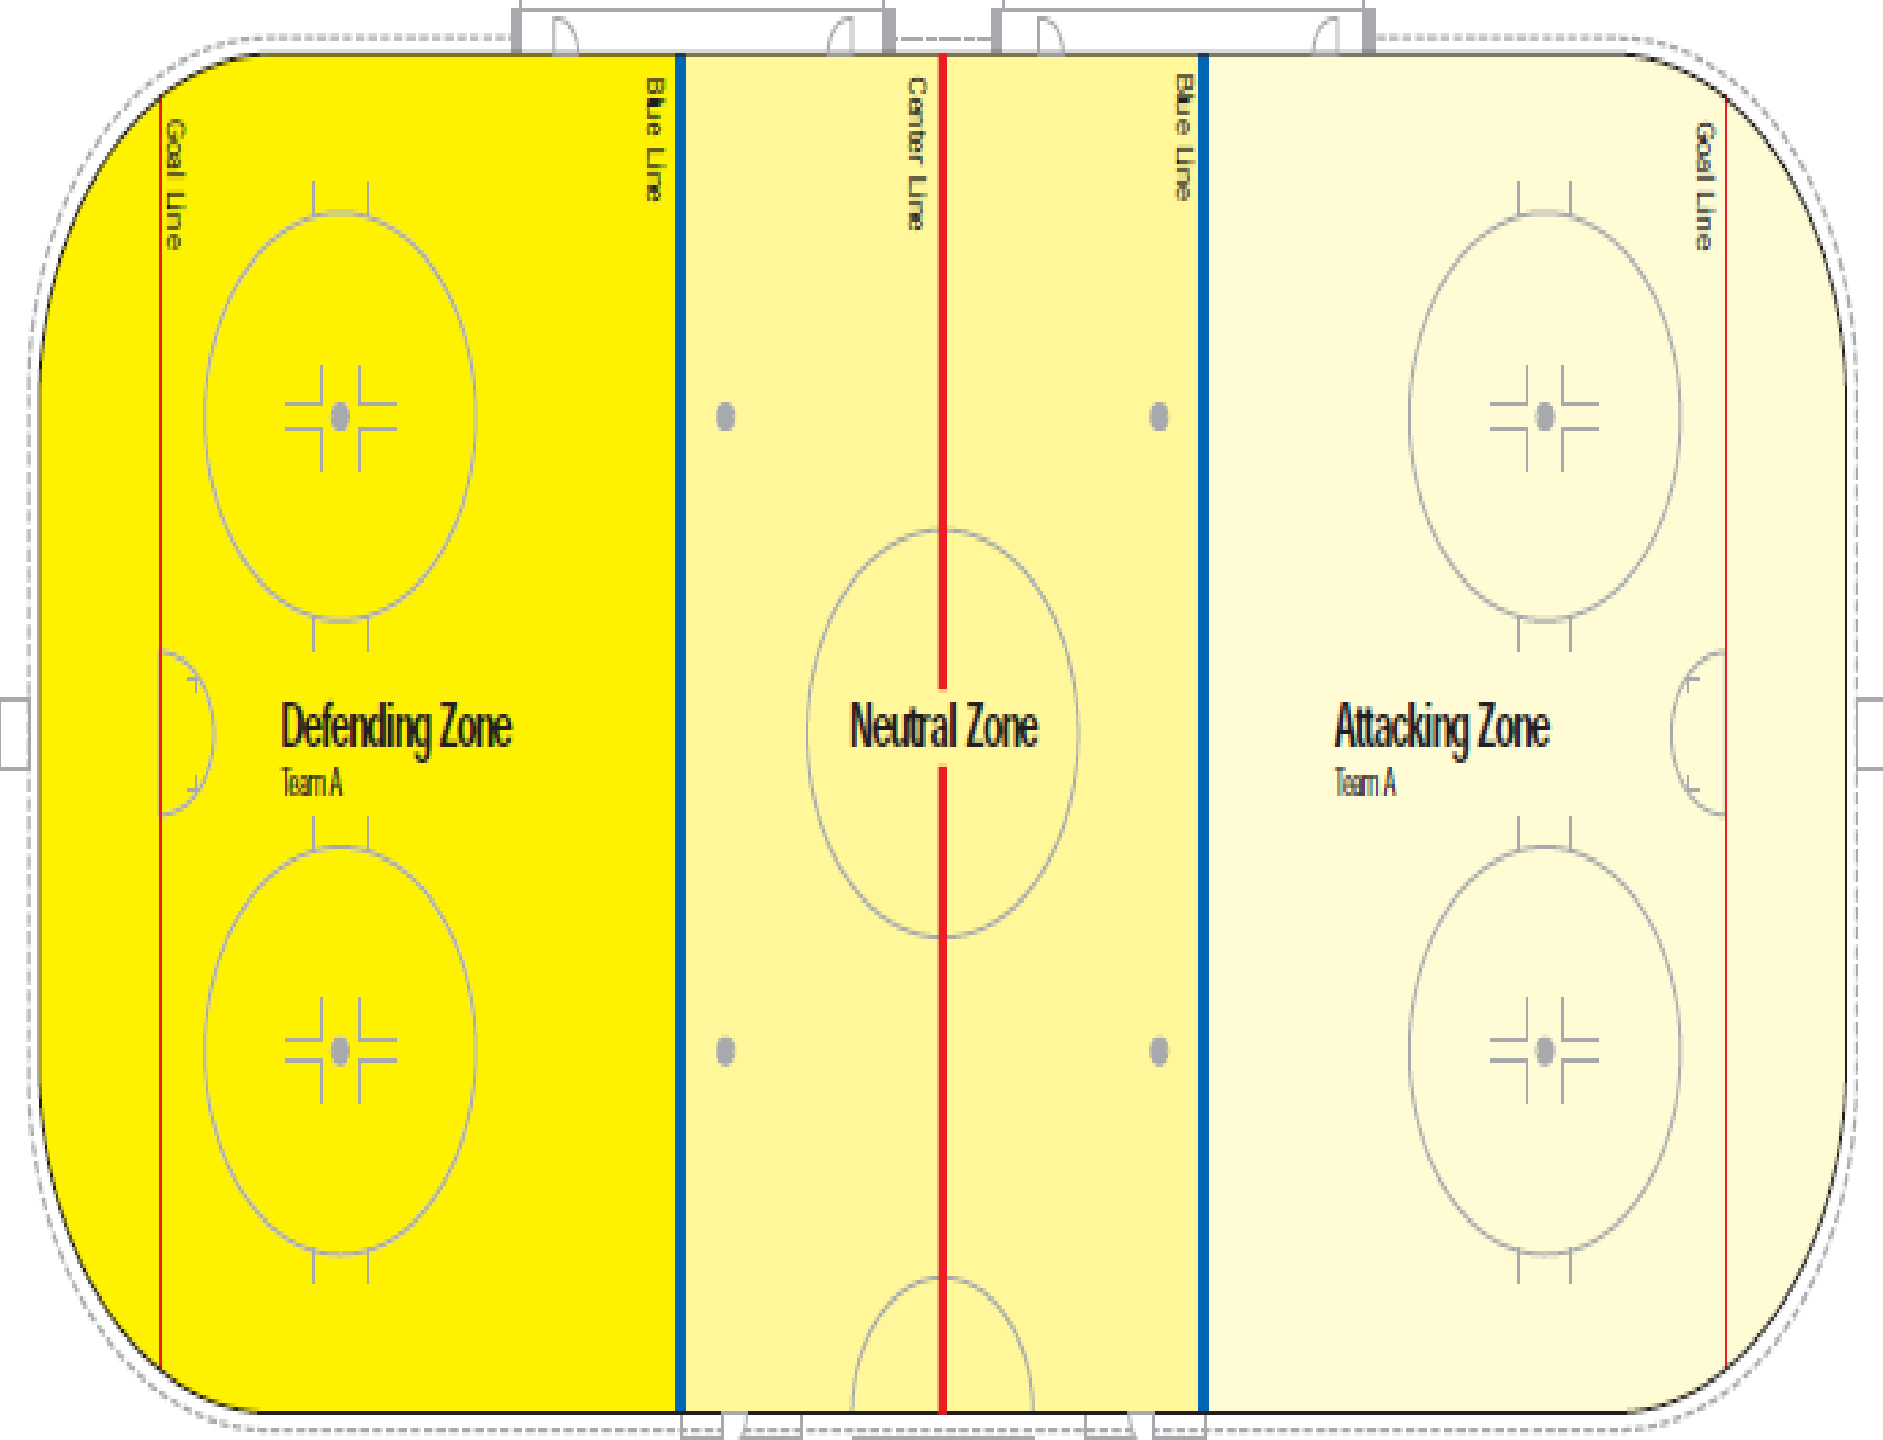 Goal Line
Blue Line
Center Line
Blue Line
Goal Line
Defending Zone
Team A
Neutral Zone
Attacking Zone
Team A